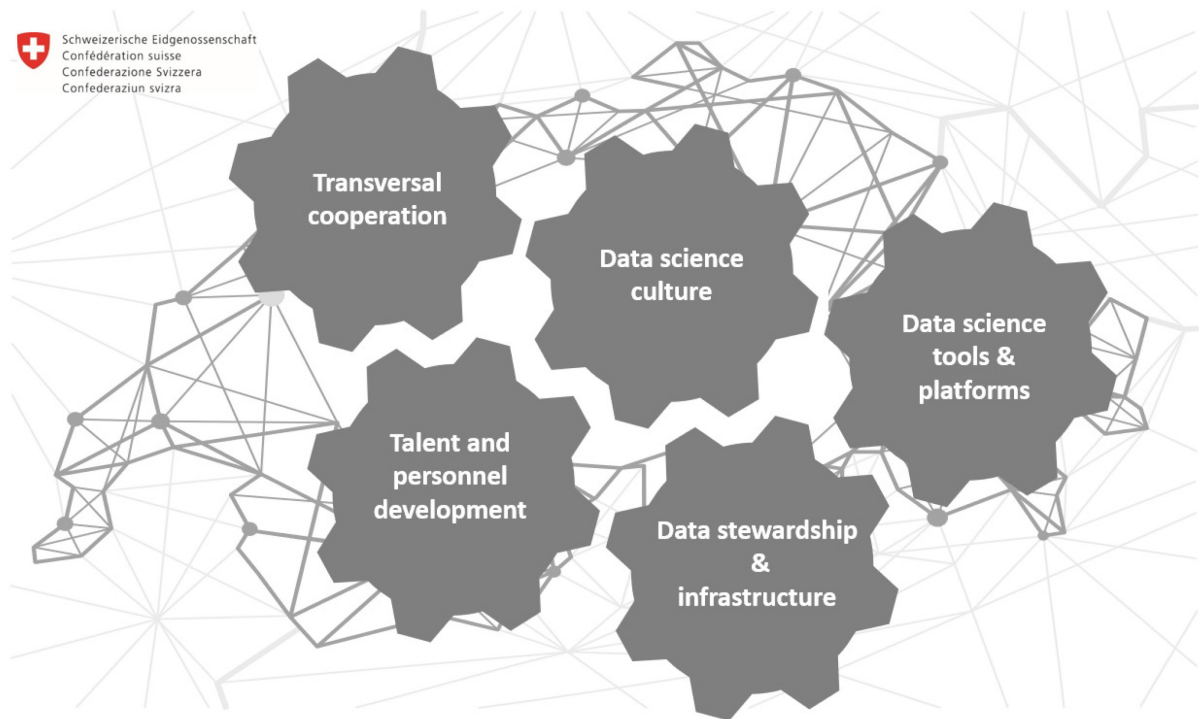 Schweizerische Eidgenossenschaft
Confédération suisse
Confederazione Svizzera
Confederaziun svizra
Transversal
cooperation
Data science
culture
Data science
tools &
platforms
Talent and
personnel
development
Data stewardship
&
infrastructure